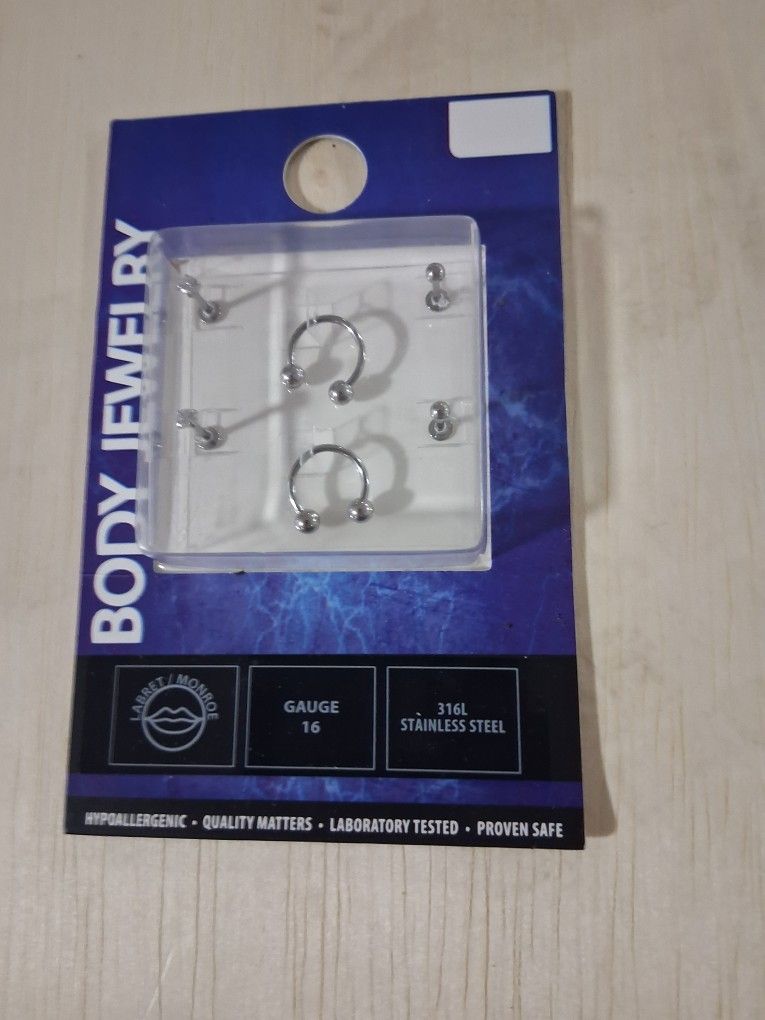 BODY JEWELRY
LABRET / MONROE
GAUGE
16
316L
STAINLESS STEEL
HYPOALLERGENIC • QUALITY MATTERS • LABORATORY TESTED • PROVEN SAFE